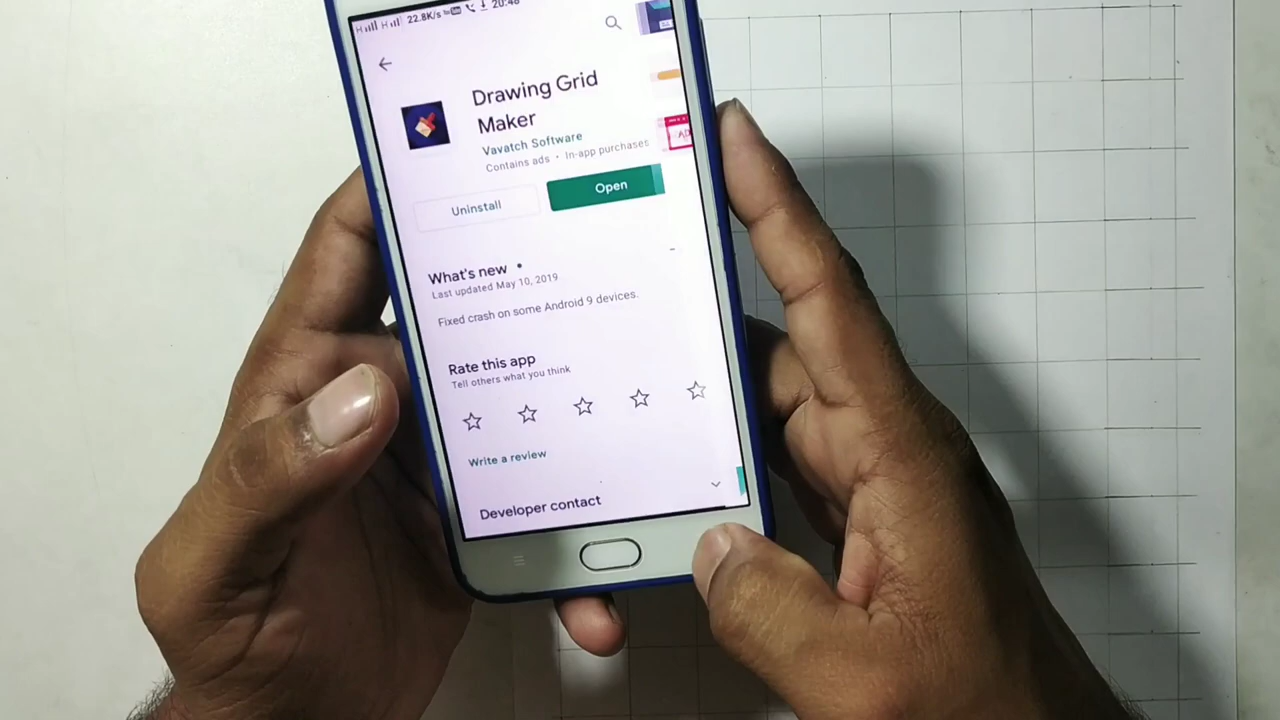 22.8K/s 20:48
Drawing Grid
Maker
Vavatch Software
Contains ads • In-app purchases
Uninstall
Open
What's new •
Last updated May 10, 2019
Fixed crash on some Android 9 devices.
Rate this app
Tell others what you think
Write a review
Developer contact